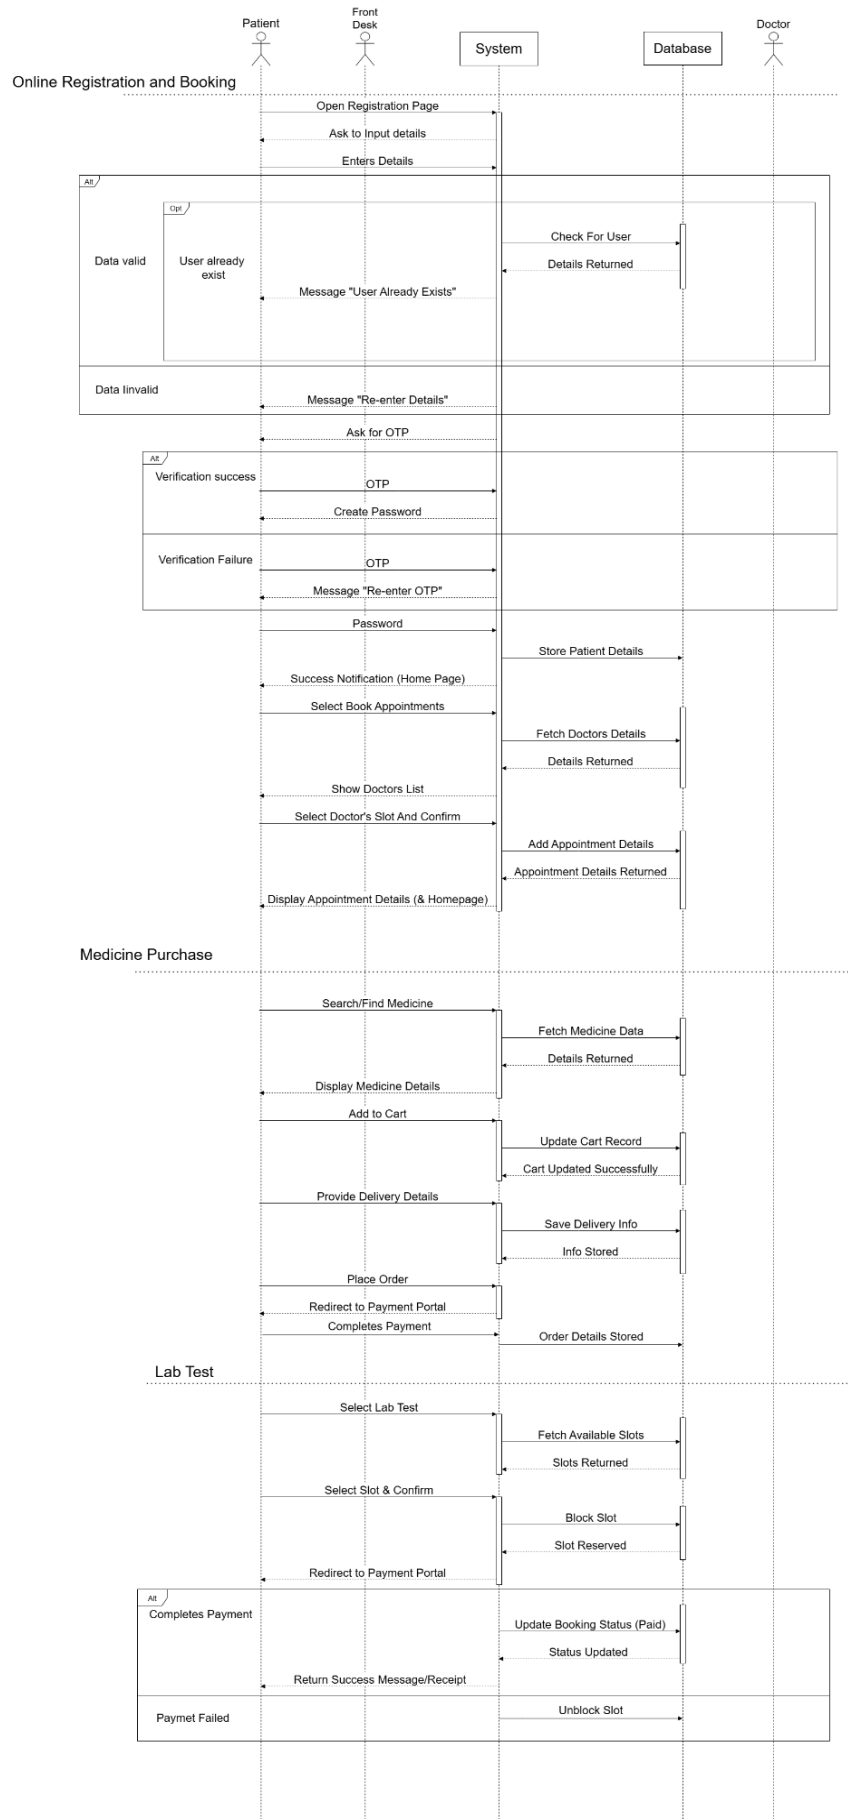 Patient
Front
Desk
System
Database
Doctor
Online Registration and Booking
Open Registration Page
Ask to Input details
Enters Details
Alt
Opt
Check For User
Data valid
User already
exist
Details Returned
Message "User Already Exists"
Data Iinvalid
Message "Re-enter Details"
Ask for OTP
Alt
Verification success
OTP
Create Password
Verification Failure
OTP
Message "Re-enter OTP"
Password
Store Patient Details
Success Notification (Home Page)
Select Book Appointments
Fetch Doctors Details
Details Returned
Show Doctors List
Select Doctor's Slot And Confirm
Add Appointment Details
Appointment Details Returned
Display Appointment Details (& Homepage)
Medicine Purchase
Search/Find Medicine
Fetch Medicine Data
Details Returned
Display Medicine Details
Add to Cart
Update Cart Record
Cart Updated Successfully
Provide Delivery Details
Save Delivery Info
Info Stored
Place Order
Redirect to Payment Portal
Completes Payment
Order Details Stored
Lab Test
Select Lab Test
Fetch Available Slots
Slots Returned
Select Slot & Confirm
Block Slot
Slot Reserved
Redirect to Payment Portal
Alt
Completes Payment
Update Booking Status (Paid)
Status Updated
Return Success Message/Receipt
Paymet Failed
Unblock Slot